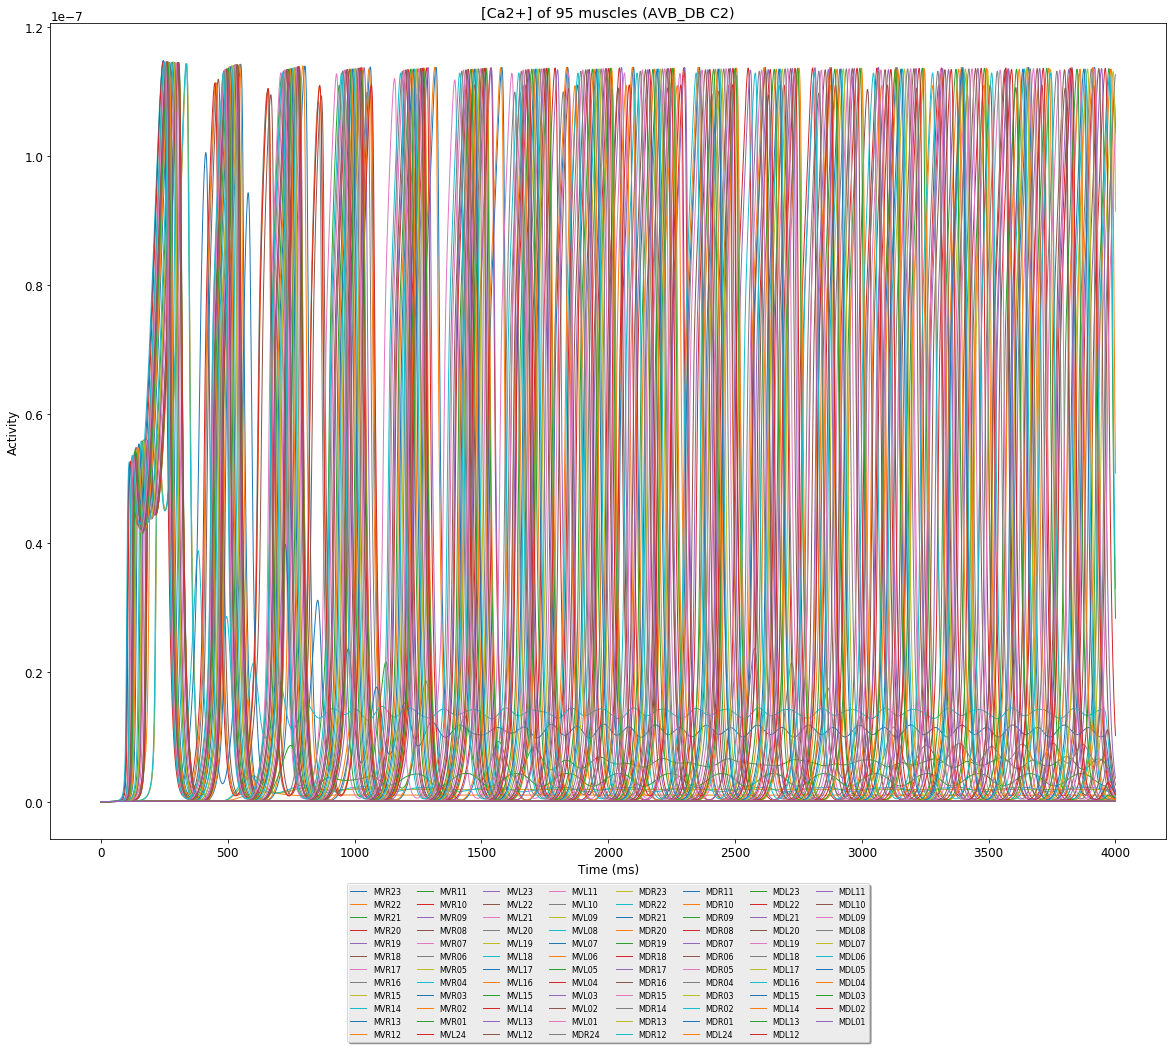 [Ca2+] of 95 muscles (AVB_DB C2)
1e−7
1.2
1.0
0.8
0.6
0.4
0.2
0.0
Activity
0 500 1000 1500 2000 2500 3000 3500 4000
Time (ms)
MVR23 MVR11 MVL23 MVL11 MDR23 MDR11 MDL23 MDL11
MVR22 MVR10 MVL22 MVL10 MDR22 MDR10 MDL22 MDL10
MVR21 MVR09 MVL21 MVL09 MDR21 MDR09 MDL21 MDL09
MVR20 MVR08 MVL20 MVL08 MDR20 MDR08 MDL20 MDL08
MVR19 MVR07 MVL19 MVL07 MDR19 MDR07 MDL19 MDL07
MVR18 MVR06 MVL18 MVL06 MDR18 MDR06 MDL18 MDL06
MVR17 MVR05 MVL17 MVL05 MDR17 MDR05 MDL17 MDL05
MVR16 MVR04 MVL16 MVL04 MDR16 MDR04 MDL16 MDL04
MVR15 MVR03 MVL15 MVL03 MDR15 MDR03 MDL15 MDL03
MVR14 MVR02 MVL14 MVL02 MDR14 MDR02 MDL14 MDL02
MVR13 MVR01 MVL13 MVL01 MDR13 MDR01 MDL13 MDL01
MVR12 MVL24 MVL12 MDR24 MDR12 MDL24 MDL12